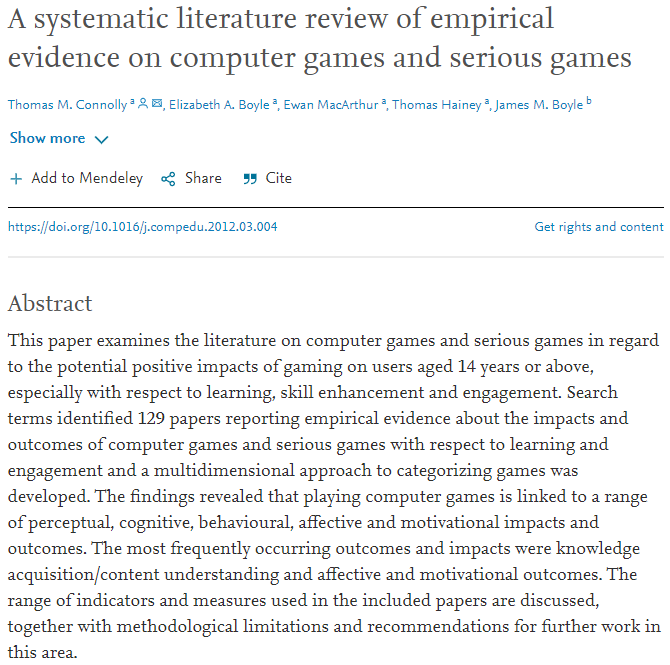 A systematic literature review of empirical
evidence on computer games and serious games
Thomas M. Connolly a, Elizabeth A. Boyle a, Ewan MacArthur a, Thomas Hainey a, James M. Boyle b
Show more
+ Add to Mendeley Share Cite
https://doi.org/10.1016/j.compedu.2012.03.004 Get rights and content
Abstract
This paper examines the literature on computer games and serious games in regard
to the potential positive impacts of gaming on users aged 14 years or above,
especially with respect to learning, skill enhancement and engagement. Search
terms identified 129 papers reporting empirical evidence about the impacts and
outcomes of computer games and serious games with respect to learning and
engagement and a multidimensional approach to categorizing games was
developed. The findings revealed that playing computer games is linked to a range
of perceptual, cognitive, behavioural, affective and motivational impacts and
outcomes. The most frequently occurring outcomes and impacts were knowledge
acquisition/content understanding and affective and motivational outcomes. The
range of indicators and measures used in the included papers are discussed,
together with methodological limitations and recommendations for further work in
this area.